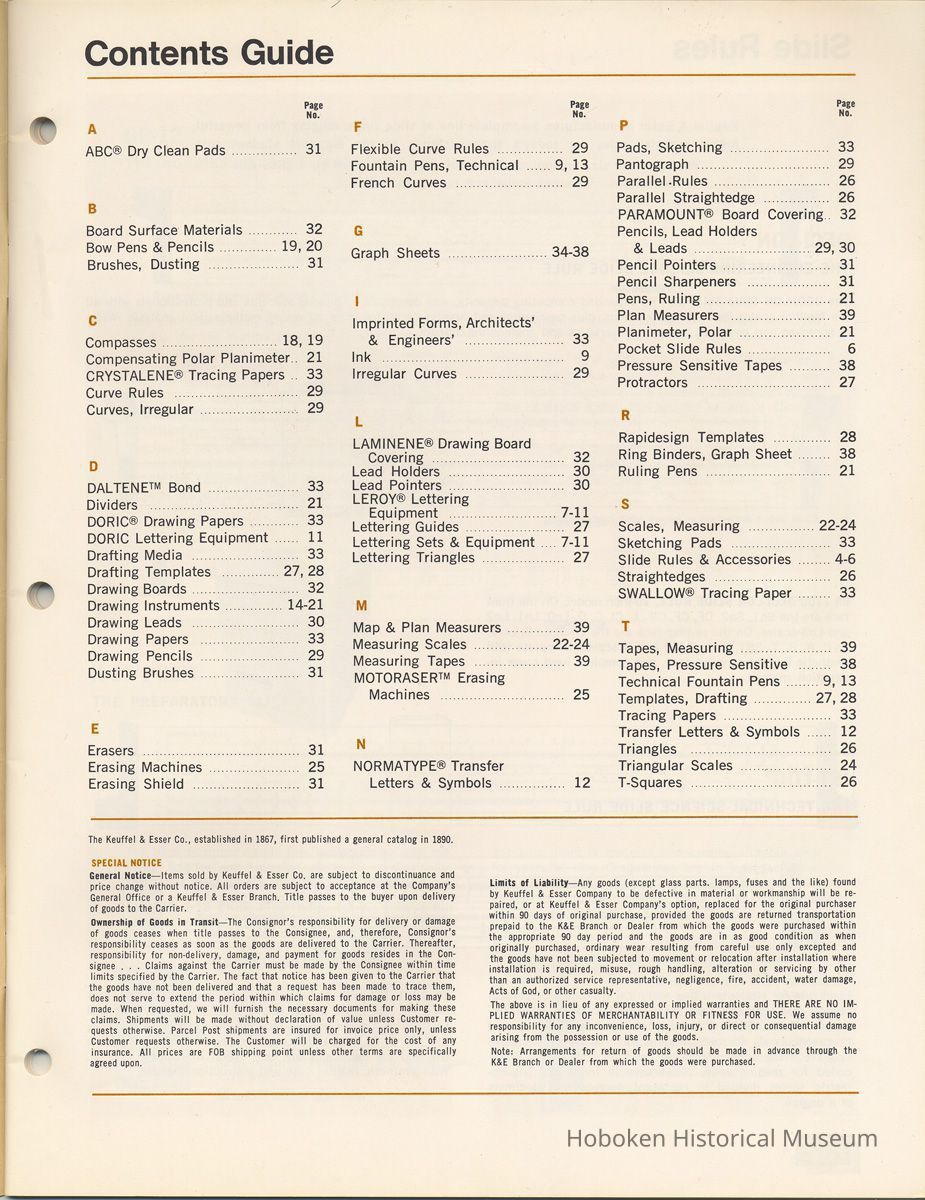 Contents Guide
Page
No.
A
ABC® Dry Clean Pads ............... 31
B
Board Surface Materials ........... 32
Bow Pens & Pencils ............. 19, 20
Brushes, Dusting ..................... 31
C
Compasses ........................... 18, 19
Compensating Polar Planimeter.. 21
CRYSTALENE® Tracing Papers .. 33
Curve Rules ............................ 29
Curves, Irregular ...................... 29
D
DALTENE™ Bond ..................... 33
Dividers ................................... 21
DORIC® Drawing Papers ........... 33
DORIC Lettering Equipment ...... 11
Drafting Media ......................... 33
Drafting Templates ............. 27, 28
Drawing Boards ........................ 32
Drawing Instruments ............. 14-21
Drawing Leads ......................... 30
Drawing Papers ....................... 33
Drawing Pencils ....................... 29
Dusting Brushes ....................... 31
E
Erasers .................................... 31
Erasing Machines ..................... 25
Erasing Shield ......................... 31
Page
No.
F
Flexible Curve Rules ............... 29
Fountain Pens, Technical ...... 9, 13
French Curves ......................... 29
G
Graph Sheets ......................... 34-38
I
Imprinted Forms, Architects'
& Engineers' ......................... 33
Ink ........................................ 9
Irregular Curves ...................... 29
L
LAMINENE® Drawing Board
Covering ............................... 32
Lead Holders .......................... 30
Lead Pointers ......................... 30
LEROY® Lettering
Equipment ......................... 7-11
Lettering Guides ..................... 27
Lettering Sets & Equipment .... 7-11
Lettering Triangles .................. 27
M
Map & Plan Measurers ............. 39
Measuring Scales ................ 22-24
Measuring Tapes .................... 39
MOTORASER™ Erasing
Machines ............................. 25
N
NORMATYPE® Transfer
Letters & Symbols ............... 12
Page
No.
P
Pads, Sketching ...................... 33
Pantograph ............................. 29
Parallel Rules .......................... 26
Parallel Straightedge ............... 26
PARAMOUNT® Board Covering.. 32
Pencils, Lead Holders
& Leads ............................ 29, 30
Pencil Pointers ........................ 31
Pencil Sharpeners ................... 31
Pens, Ruling ........................... 21
Plan Measurers ....................... 39
Planimeter, Polar ..................... 21
Pocket Slide Rules .................. 6
Pressure Sensitive Tapes .......... 38
Protractors .............................. 27
R
Rapidesign Templates ............. 28
Ring Binders, Graph Sheet ....... 38
Ruling Pens ............................ 21
S
Scales, Measuring ............... 22-24
Sketching Pads ....................... 33
Slide Rules & Accessories ....... 4-6
Straightedges .......................... 26
SWALLOW® Tracing Paper ....... 33
T
Tapes, Measuring .................... 39
Tapes, Pressure Sensitive ........ 38
Technical Fountain Pens ....... 9, 13
Templates, Drafting ............. 27, 28
Tracing Papers ........................ 33
Transfer Letters & Symbols ...... 12
Triangles ................................. 26
Triangular Scales ..................... 24
T-Squares ................................ 26
The Keuffel & Esser Co., established in 1867, first published a general catalog in 1890.
SPECIAL NOTICE
General Notice—Items sold by Keuffel & Esser Co. are subject to discontinuance and
price change without notice. All orders are subject to acceptance at the Company's
General Office or a Keuffel & Esser Branch. Title passes to the buyer upon delivery
of goods to the Carrier.
Ownership of Goods in Transit—The Consignor's responsibility for delivery or damage
of goods ceases when title passes to the Consignee, and, therefore, Consignor's
responsibility ceases as soon as the goods are delivered to the Carrier. Thereafter,
responsibility for non-delivery, damage, and payment for goods resides in the Con-
signee . . . Claims against the Carrier must be made by the Consignee within time
limits specified by the Carrier. The fact that notice has been given to the Carrier that
the goods have not been delivered and that a request has been made to trace them,
does not serve to extend the period within which claims for damage or loss may be
made. When requested, we will furnish the necessary documents for making these
claims. Shipments will be made without declaration of value unless Customer re-
quests otherwise. Parcel Post shipments are insured for invoice price only, unless
Customer requests otherwise. The Customer will be charged for the cost of any
insurance. All prices are FOB shipping point unless other terms are specifically
agreed upon.
Limits of Liability—Any goods (except glass parts. lamps, fuses and the like) found
by Keuffel & Esser Company to be defective in material or workmanship will be re-
paired, or at Keuffel & Esser Company's option, replaced for the original purchaser
within 90 days of original purchase, provided the goods are returned transportation
prepaid to the K&E Branch or Dealer from which the goods were purchased within
the appropriate 90 day period and the goods are in as good condition as when
originally purchased, ordinary wear resulting from careful use only excepted and
the goods have not been subjected to movement or relocation after installation where
installation is required, misuse, rough handling, alteration or servicing by other
than an authorized service representative, negligence, fire, accident, water damage,
Acts of God, or other casualty.
The above is in lieu of any expressed or implied warranties and THERE ARE NO IM-
PLIED WARRANTIES OF MERCHANTABILITY OR FITNESS FOR USE. We assume no
responsibility for any inconvenience, loss, injury, or direct or consequential damage
arising from the possession or use of the goods.
Note: Arrangements for return of goods should be made in advance through the
K&E Branch or Dealer from which the goods were purchased.
Hoboken Historical Museum